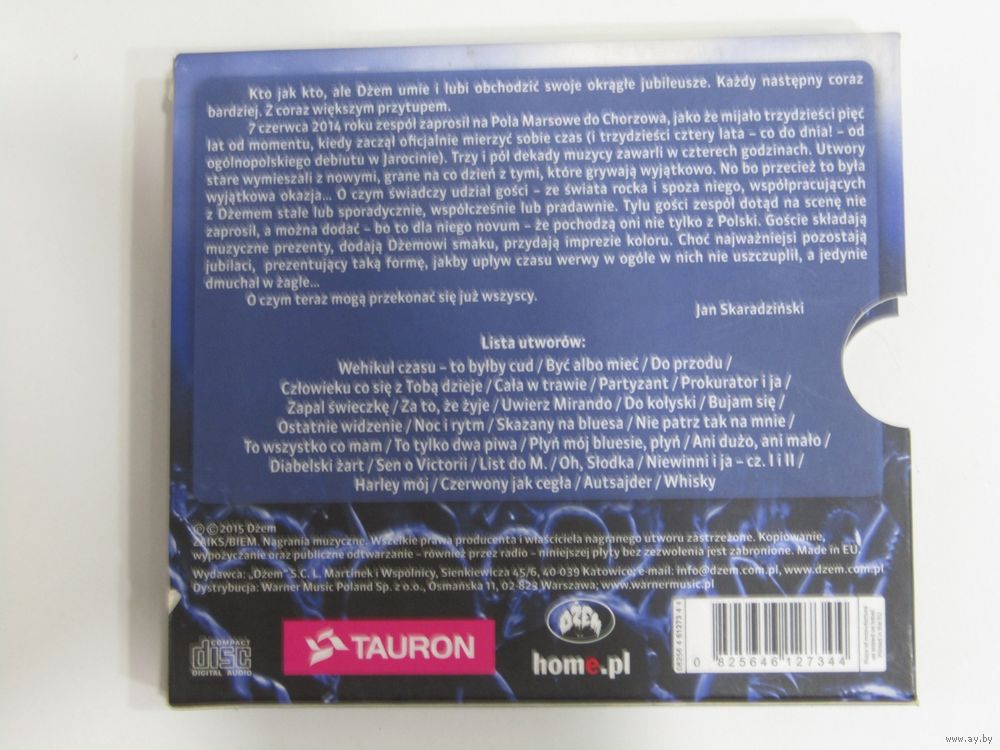 Kto jak kto, ale Dżem umie i lubi obchodzić swoje okrągłe jubileusze. Każdy następny coraz
bardziej. Z coraz większym przytupem.
7 czerwca 2014 roku zespół zaprosił na Pola Marsowe do Chorzowa, jako że mijało trzydzieści pięć
lat od momentu, kiedy zaczął oficjalnie mierzyć sobie czas (i trzydzieści cztery lata – co do dnia! – od
ogólnopolskiego debiutu w Jarocinie). Trzy i pół dekady muzycy zawarli w czterech godzinach. Utwory
stare wymieszali z nowymi, grane na co dzień z tymi, które grywają wyjątkowo. No bo przecież to była
wyjątkowa okazja... O czym świadczy udział gości – ze świata rocka i spoza niego, współpracujących
z Dżemem stale lub sporadycznie, współcześnie lub pradawnie. Tylu gości zespół dotąd na scenę nie
zaprosił, a można dodać – bo to dla niego novum – że pochodzą oni nie tylko z Polski. Goście składają
muzyczne prezenty, dodają Dżemowi smaku, przydają imprezie koloru. Choć najważniejsi pozostają
jubilaci, prezentujący taką formę, jakby upływ czasu werwy w ogóle w nich nie uszczuplił, a jedynie
dmuchał w żagle...
O czym teraz mogą przekonać się już wszyscy.
Jan Skaradziński
Lista utworów:
Wehikuł czasu – to byłby cud / Być albo mieć / Do przodu /
Człowieku co się z Tobą dzieje / Cała w trawie / Partyzant / Prokurator i ja /
Zapal świeczkę / Za to, że żyje / Uwierz Mirando / Do kołyski / Bujam się /
Ostatnie widzenie / Noc i rytm / Skazany na bluesa / Nie patrz tak na mnie /
To wszystko co mam / To tylko dwa piwa / Płyń mój bluesie, płyń / Ani dużo, ani mało /
Diabelski żart / Sen o Victorii / List do M. / Oh, Słodka / Niewinni i ja – cz. I i II /
Harley mój / Czerwony jak cegła / Autsajder / Whisky
℗ © 2015 Dżem
ZAIKS/BIEM. Nagrania muzyczne. Wszelkie prawa producenta i właściciela nagranego utworu zastrzeżone. Kopiowanie,
wypożyczanie oraz publiczne odtwarzanie – również przez radio – niniejszej płyty bez zezwolenia jest zabronione. Made in EU.
Wydawca: „Dżem" S.C. L. Martinek i Wspólnicy, Sienkiewicza 45/6, 40-039 Katowice; e-mail: info@dzem.com.pl, www.dzem.com.pl
Dystrybucja: Warner Music Poland Sp. z o.o., Osmańska 11, 02-823 Warszawa; www.warnermusic.pl
COMPACT
disc
DIGITAL AUDIO
TAURON
DŻEM
home.pl
08256 4 61273 4 4
0 825646 127344
www.ay.by